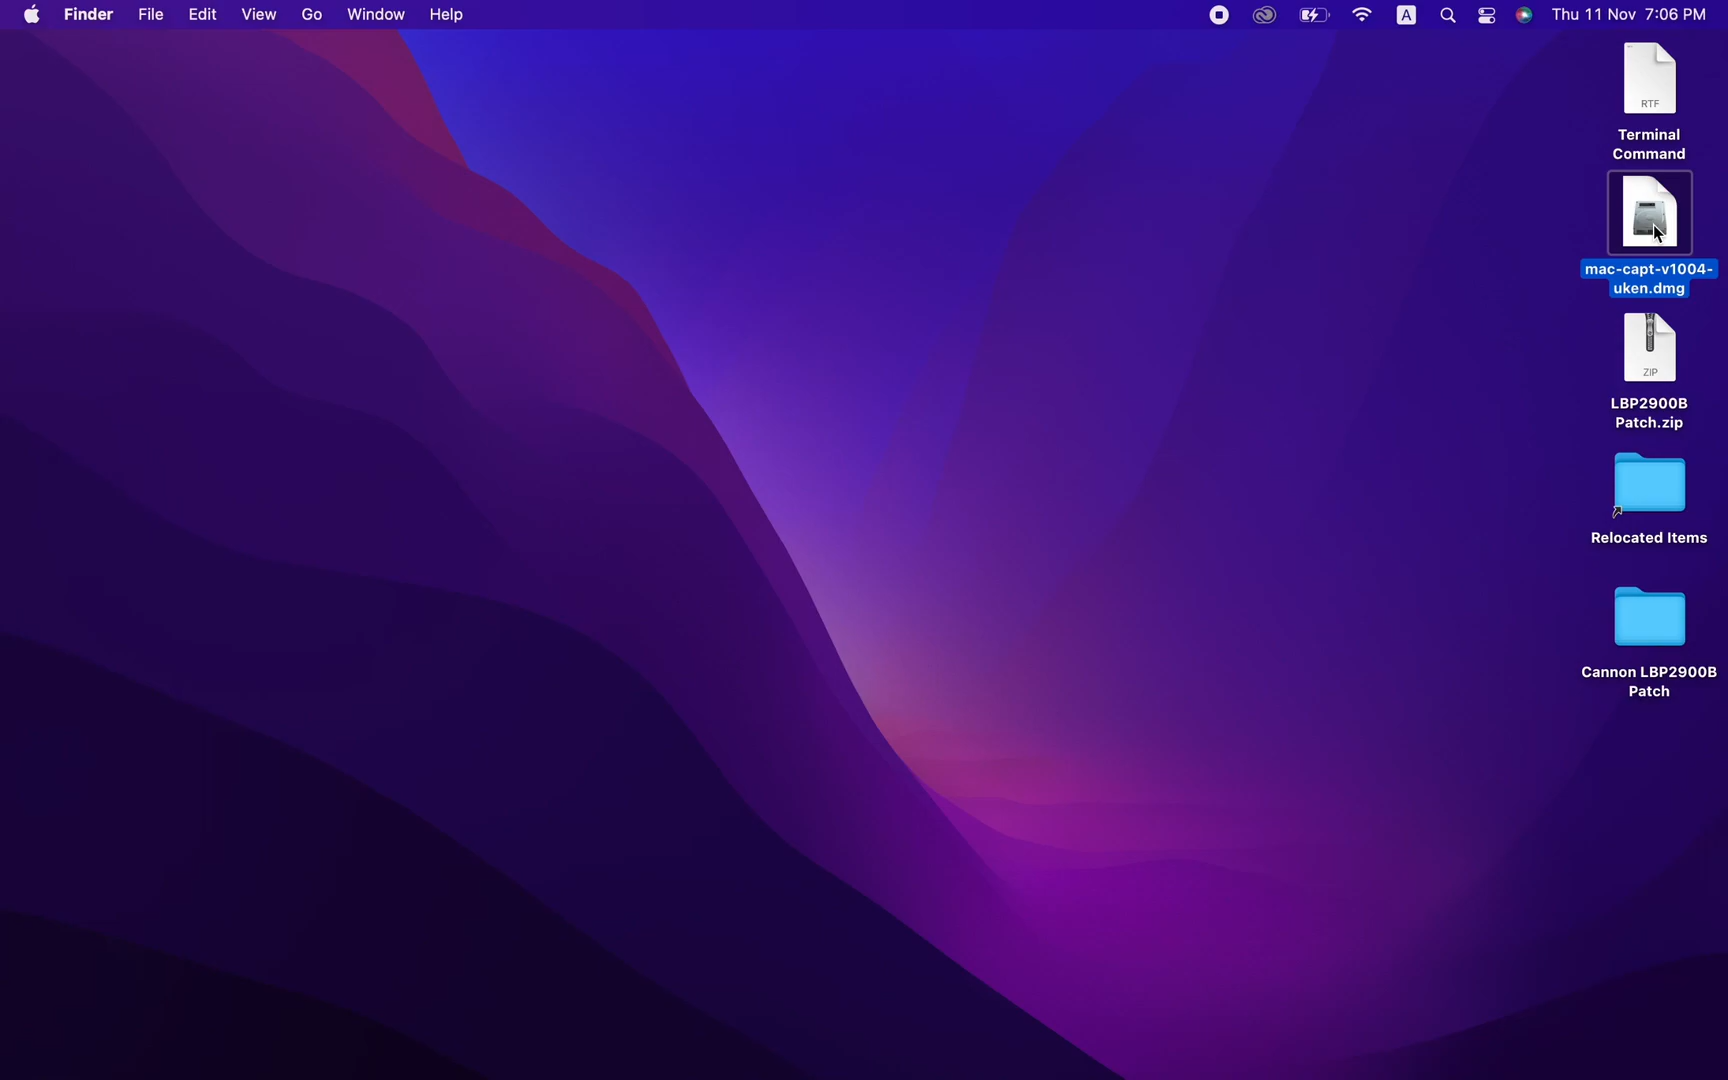 Finder File Edit View Go Window Help A Thu 11 Nov 7:06 PM
RTF
Terminal
Command
mac-capt-v1004-
uken.dmg
ZIP
LBP2900B
Patch.zip
Relocated Items
Cannon LBP2900B
Patch